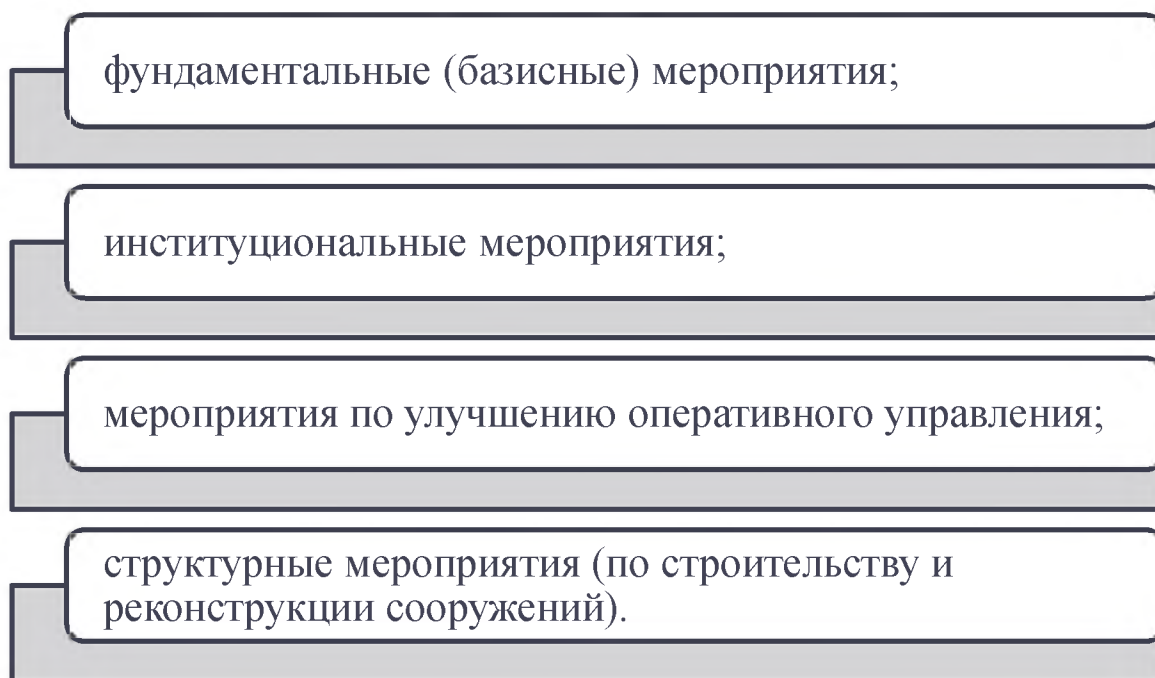 фундаментальные (базисные) мероприятия;
институциональные мероприятия;
мероприятия по улучшению оперативного управления;
структурные мероприятия (по строительству и
реконструкции сооружений).